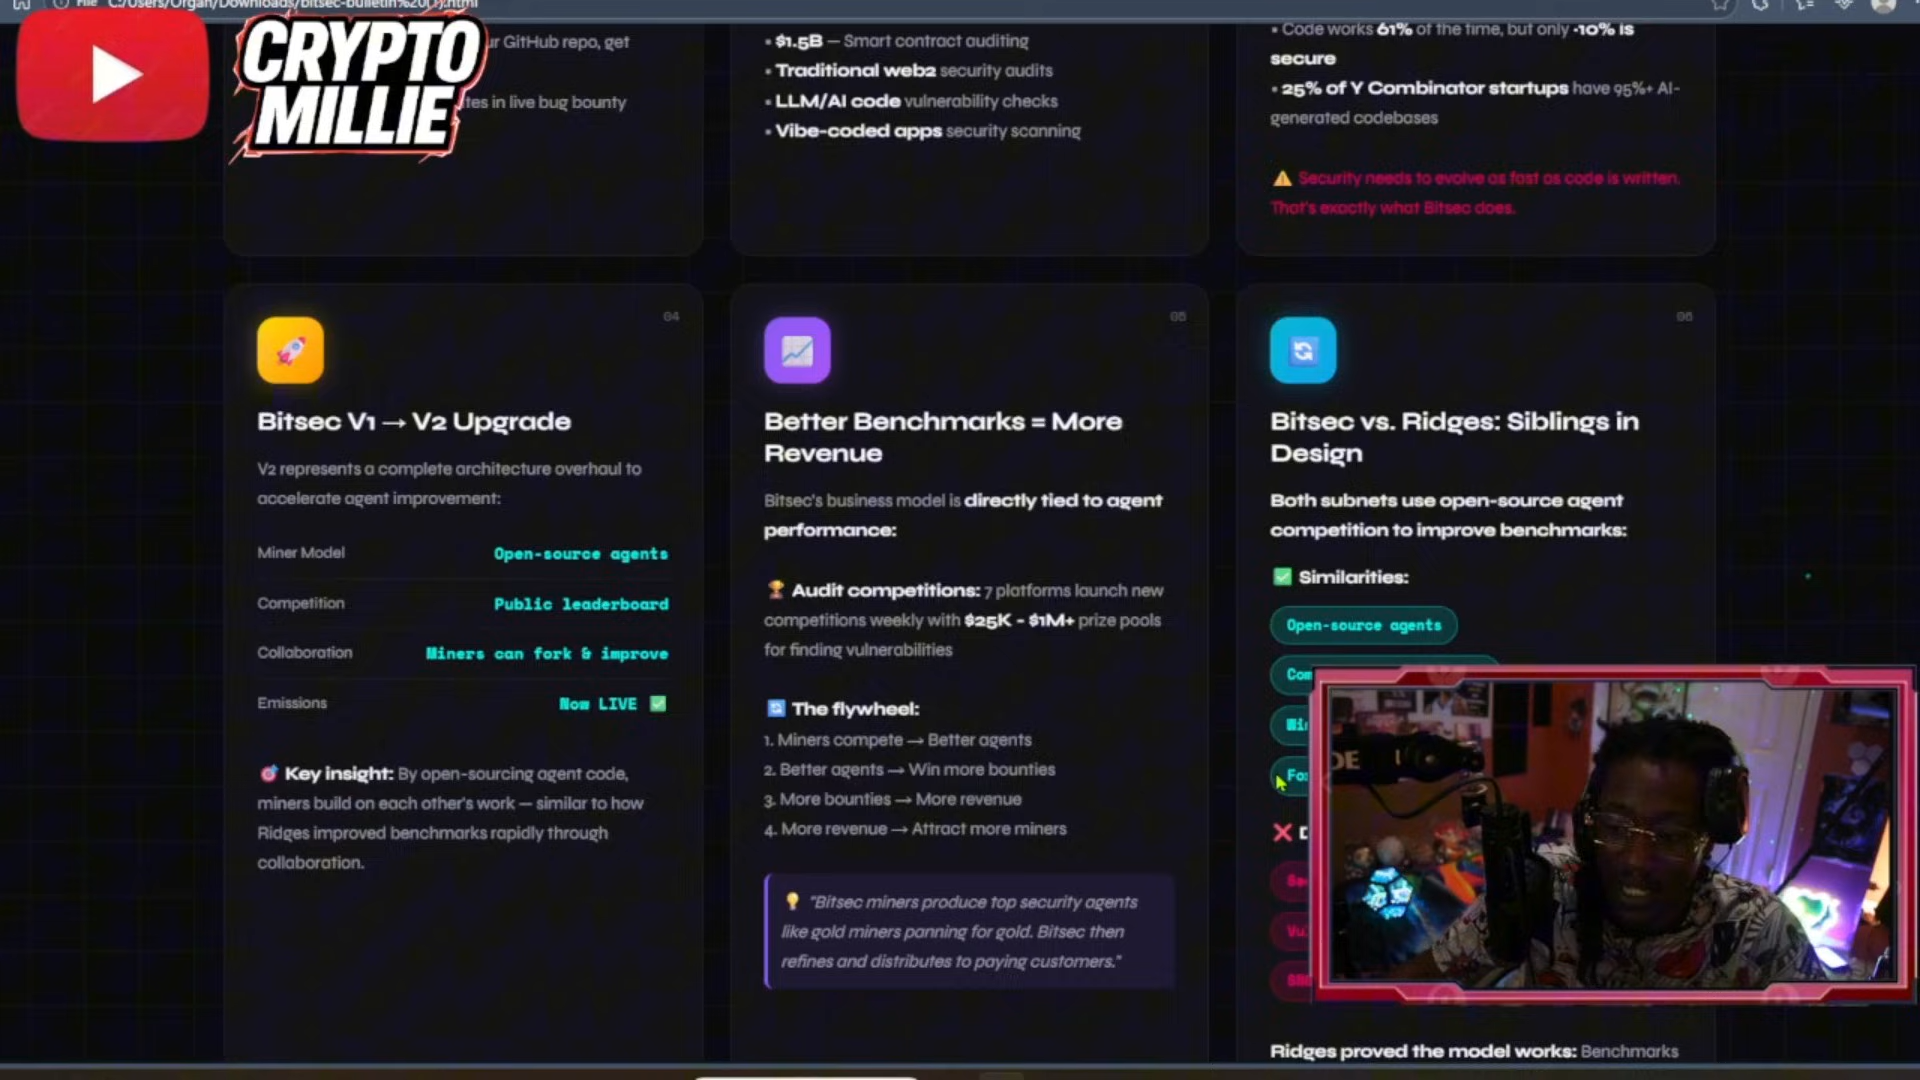 File C:/Users/Organ/Downloads/bitsec-bulletin%20(7).html
CRYPTO
MILLIE
ur GitHub repo, get
tes in live bug bounty
• $1.5B — Smart contract auditing
• Traditional web2 security audits
• LLM/AI code vulnerability checks
• Vibe-coded apps security scanning
• Code works 61% of the time, but only -10% is
secure
• 25% of Y Combinator startups have 95%+ AI-
generated codebases
⚠️ Security needs to evolve as fast as code is written.
That's exactly what Bitsec does.
04
Bitsec V1 → V2 Upgrade
V2 represents a complete architecture overhaul to
accelerate agent improvement:
Miner Model Open-source agents
Competition Public leaderboard
Collaboration Miners can fork & improve
Emissions Now LIVE ✅
🎯 Key insight: By open-sourcing agent code,
miners build on each other's work — similar to how
Ridges improved benchmarks rapidly through
collaboration.
05
Better Benchmarks = More
Revenue
Bitsec's business model is directly tied to agent
performance:
🏆 Audit competitions: 7 platforms launch new
competitions weekly with $25K - $1M+ prize pools
for finding vulnerabilities
🔄 The flywheel:
1. Miners compete → Better agents
2. Better agents → Win more bounties
3. More bounties → More revenue
4. More revenue → Attract more miners
💡 "Bitsec miners produce top security agents
like gold miners panning for gold. Bitsec then
refines and distributes to paying customers."
06
Bitsec vs. Ridges: Siblings in
Design
Both subnets use open-source agent
competition to improve benchmarks:
✅ Similarities:
Open-source agents
Com
❌ D
Ridges proved the model works: Benchmarks